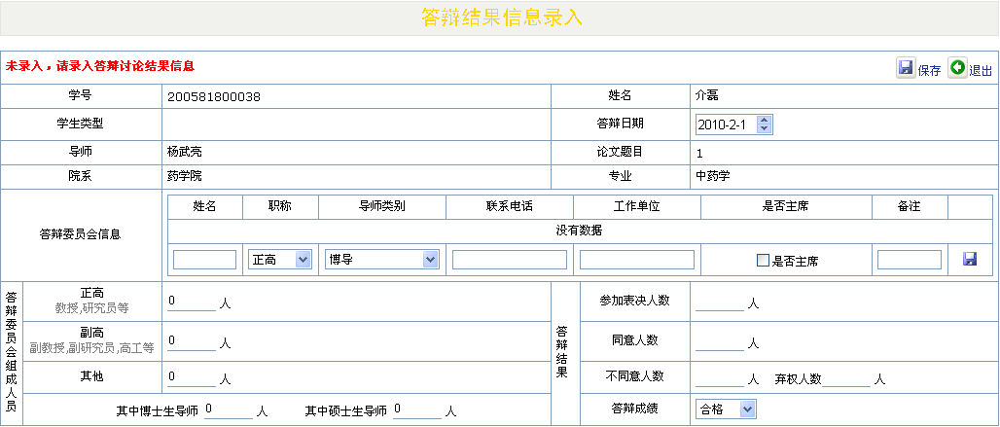 答辩结果信息录入
未录入，请录入答辩讨论结果信息 保存 退出
学号 200581800038 姓名 介磊
学生类型 答辩日期 2010-2-1
导师 杨武亮 论文题目 1
院系 药学院 专业 中药学
答辩委员会信息
姓名 职称 导师类别 联系电话 工作单位 是否主席 备注
没有数据
正高 博导 是否主席
答辩委员会组成人员
正高 0 人
教授,研究员等
副高 0 人
副教授,副研究员,高工等
其他 0 人
其中博士生导师 0 人 其中硕士生导师 0 人
答辩结果
参加表决人数 人
同意人数 人
不同意人数 人 弃权人数 人
答辩成绩 合格